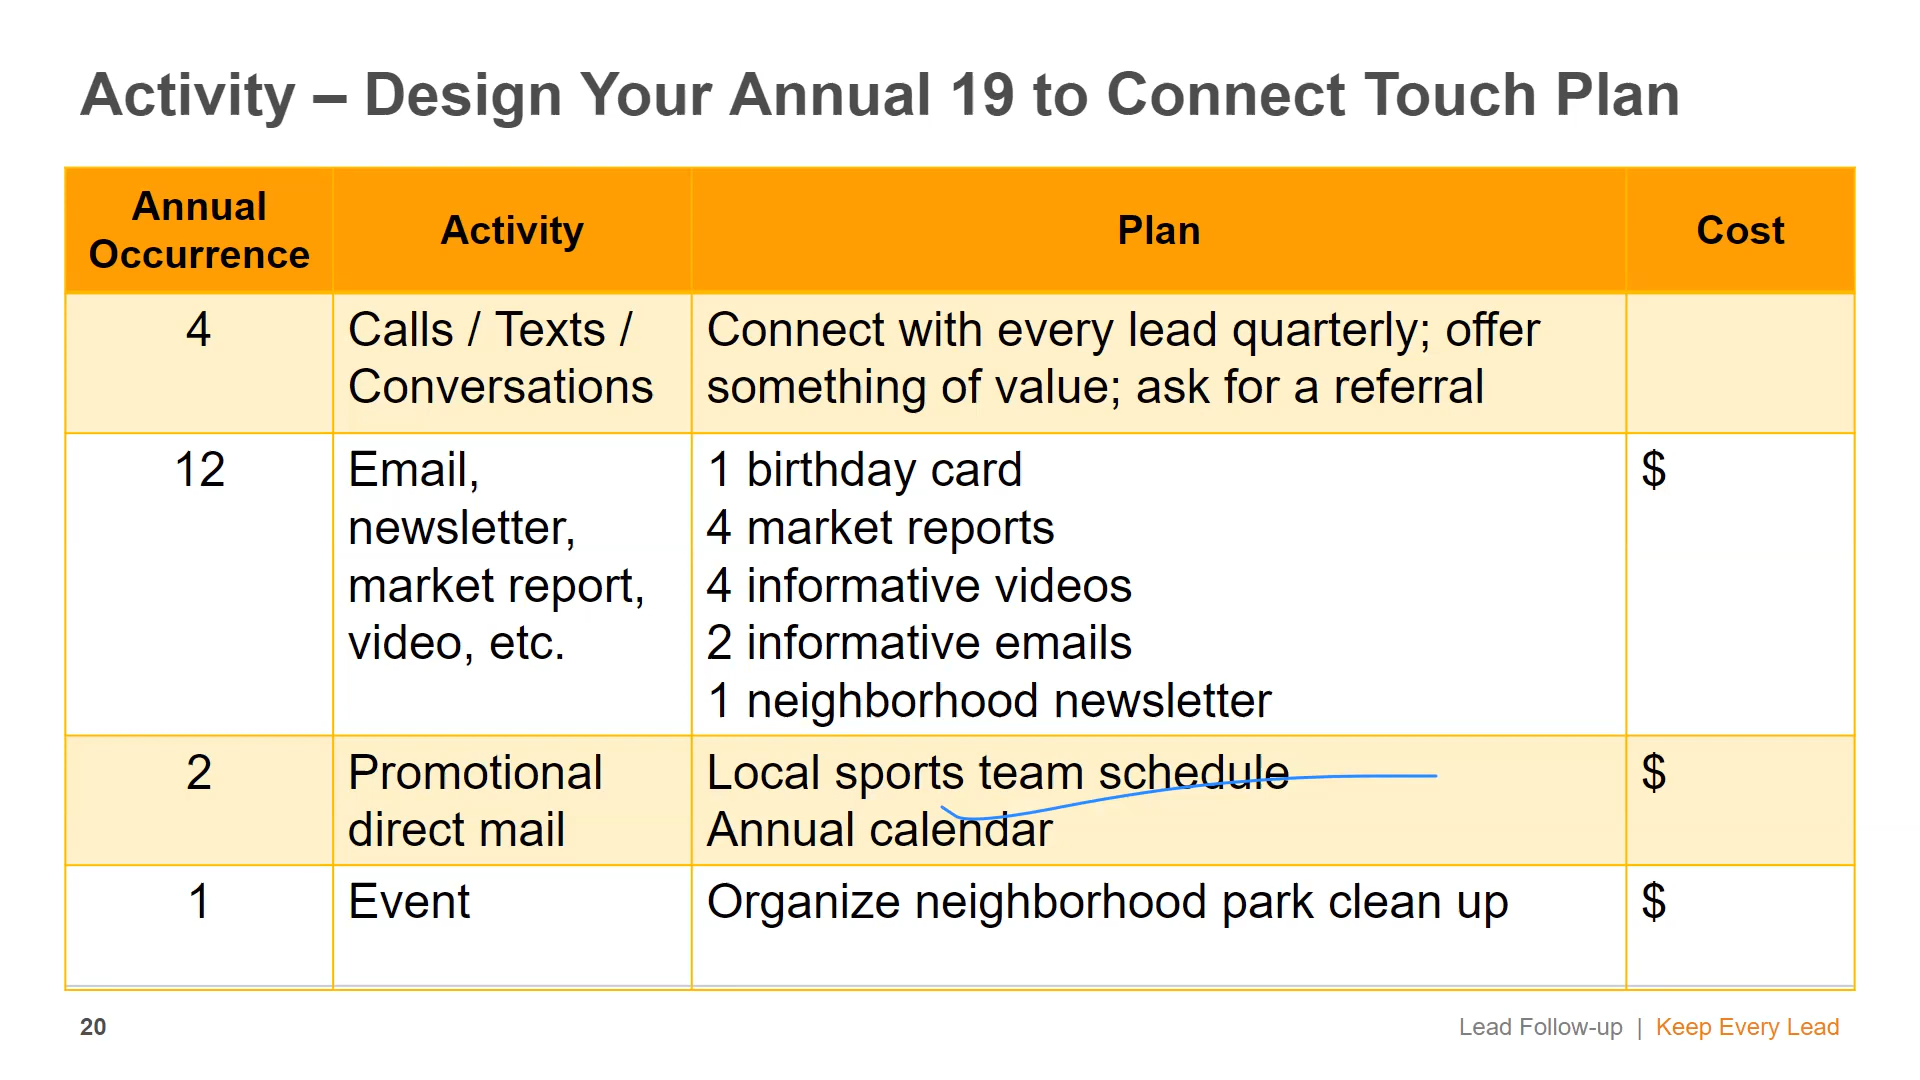 Activity – Design Your Annual 19 to Connect Touch Plan
Annual
Occurrence
Activity
Plan
Cost
4
Calls / Texts /
Conversations
Connect with every lead quarterly; offer
something of value; ask for a referral
12
Email,
newsletter,
market report,
video, etc.
1 birthday card
4 market reports
4 informative videos
2 informative emails
1 neighborhood newsletter
$
2
Promotional
direct mail
Local sports team schedule
Annual calendar
$
1
Event
Organize neighborhood park clean up
$
20
Lead Follow-up | Keep Every Lead